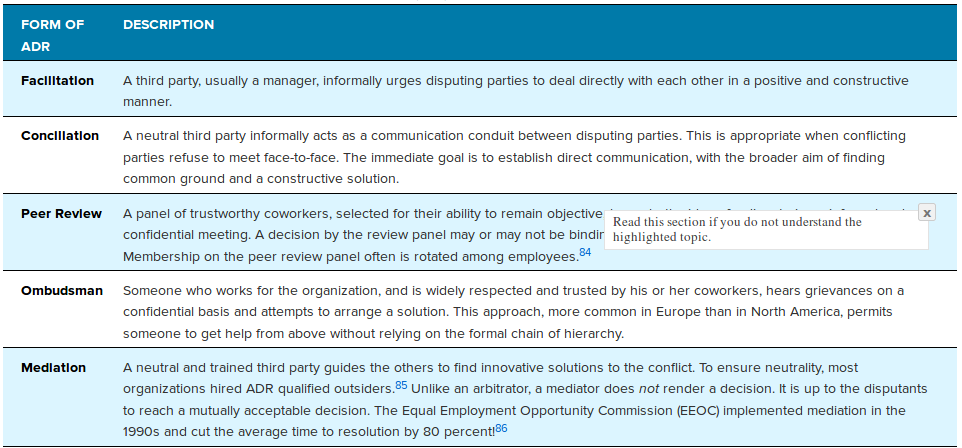 FORM OF ADR
DESCRIPTION
Facilitation
A third party, usually a manager, informally urges disputing parties to deal directly with each other in a positive and constructive
manner.
Conciliation
A neutral third party informally acts as a communication conduit between disputing parties. This is appropriate when conflicting
parties refuse to meet face-to-face. The immediate goal is to establish direct communication, with the broader aim of finding
common ground and a constructive solution.
Peer Review
A panel of trustworthy coworkers, selected for their ability to remain objective
confidential meeting. A decision by the review panel may or may not be
Membership on the peer review panel often is rotated among employees.84
Read this section if you do not understand the
highlighted topic.
x
Ombudsman
Someone who works for the organization, and is widely respected and trusted by his or her coworkers, hears grievances on a
confidential basis and attempts to arrange a solution. This approach, more common in Europe than in North America, permits
someone to get help from above without relying on the formal chain of hierarchy.
Mediation
A neutral and trained third party guides the others to find innovative solutions to the conflict. To ensure neutrality, most
organizations hired ADR qualified outsiders.85 Unlike an arbitrator, a mediator does not render a decision. It is up to the disputants
to reach a mutually acceptable decision. The Equal Employment Opportunity Commission (EEOC) implemented mediation in the
1990s and cut the average time to resolution by 80 percent!86